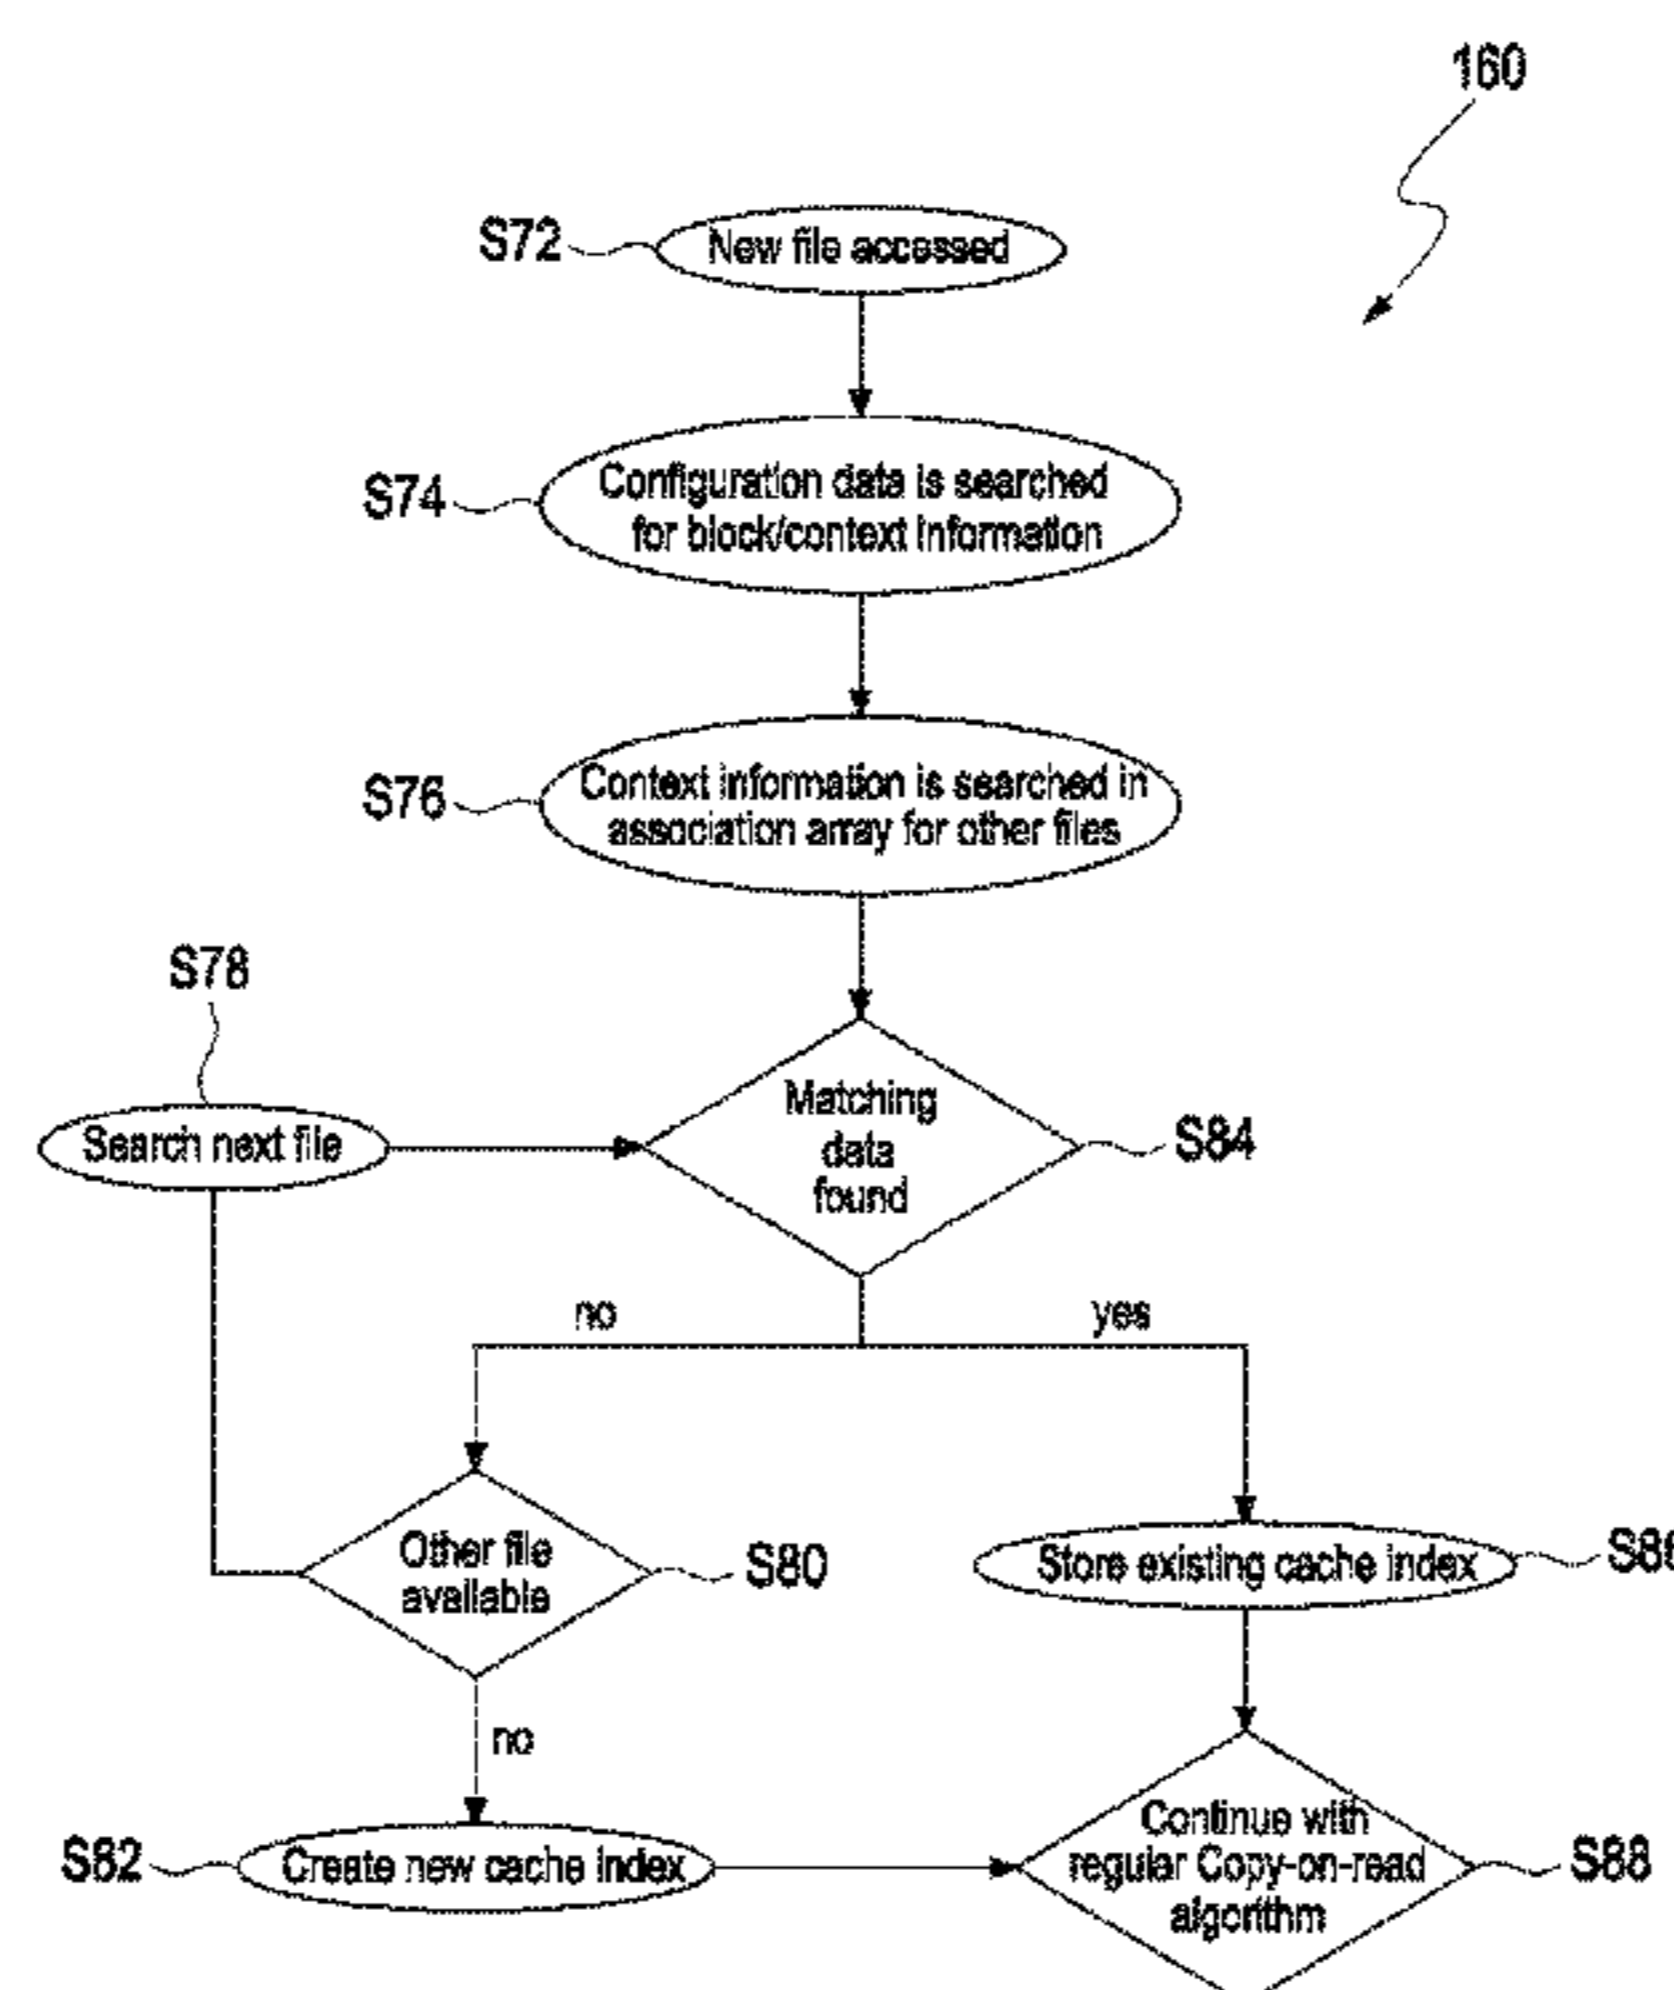 160
S72
New file accessed
S74
Configuration data is searched
for block/context information
S76
Context information is searched in
association array for other files
S78
Search next file
Matching
data
found
S84
no
yes
Other file
available
S80
Store existing cache index
no
S82
Create new cache index
Continue with
regular Copy-on-read
algorithm
S88